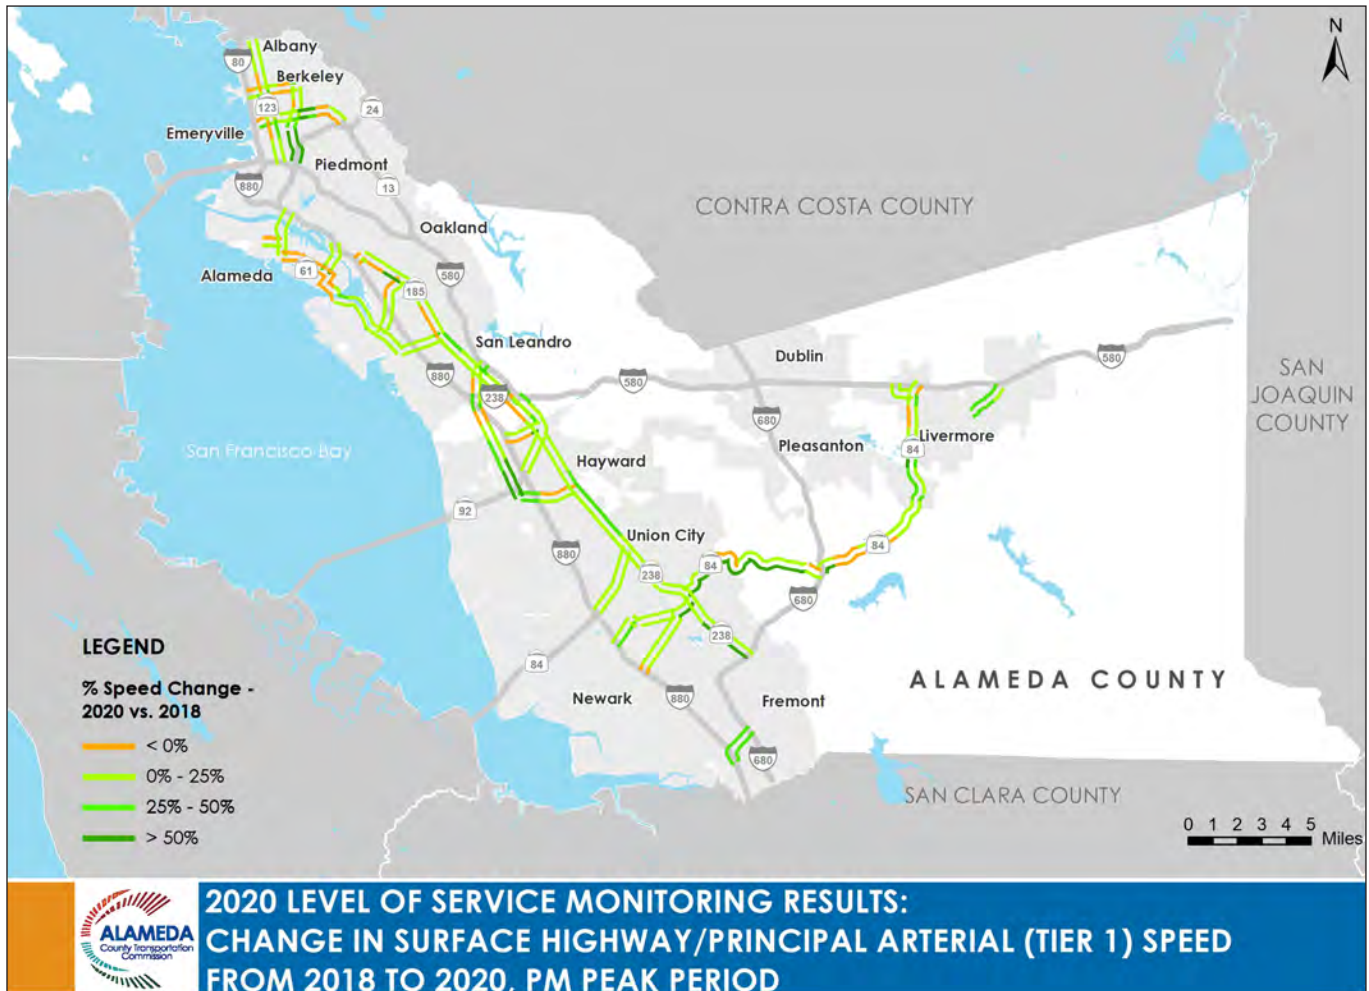 N
Albany
80
Berkeley
123
24
Emeryville
Piedmont
880
13
CONTRA COSTA COUNTY
Oakland
Alameda
61
580
185
San Leandro
Dublin
580
880
580
238
SAN
JOAQUIN
COUNTY
680
Livermore
Pleasanton
84
San Francisco Bay
Hayward
92
Union City
880
84
84
238
680
238
84
LEGEND
% Speed Change -
2020 vs. 2018
< 0%
0% - 25%
25% - 50%
> 50%
Newark
880
Fremont
ALAMEDA COUNTY
680
SAN CLARA COUNTY
0 1 2 3 4 5
Miles
ALAMEDA
County Transportation
Commission
2020 LEVEL OF SERVICE MONITORING RESULTS:
CHANGE IN SURFACE HIGHWAY/PRINCIPAL ARTERIAL (TIER 1) SPEED
FROM 2018 TO 2020, PM PEAK PERIOD